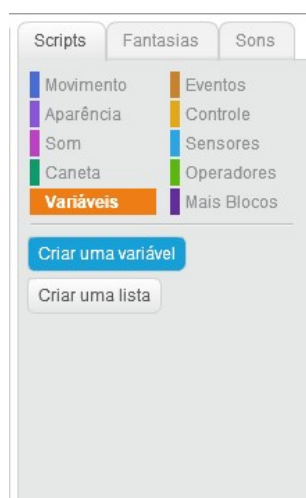 Scripts Fantasias Sons
Movimento Eventos
Aparência Controle
Som Sensores
Caneta Operadores
Variáveis Mais Blocos
Criar uma variável
Criar uma lista